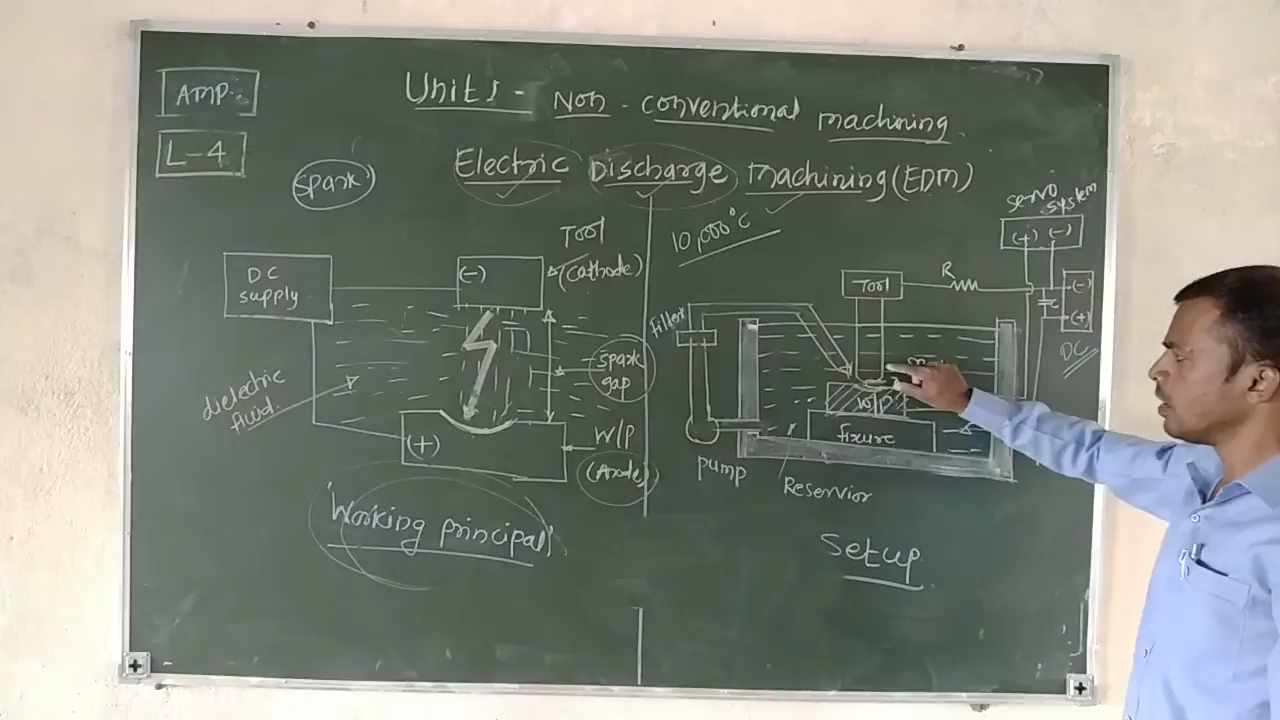 AMP
L-4
Unit 1 - Non-conventional machining
Electric Discharge machining (EDM)
Spark
DC
supply
(-)
Tool
(Cathode)
Spark
gap
dielectric
fluid
(+)
W/P
(Anode)
Working principal
10,000°C
Servo
system
(+) (-)
Tool
R
C
(-)
(+)
DC
Filter
W/P
fixure
pump
Reservior
Setup